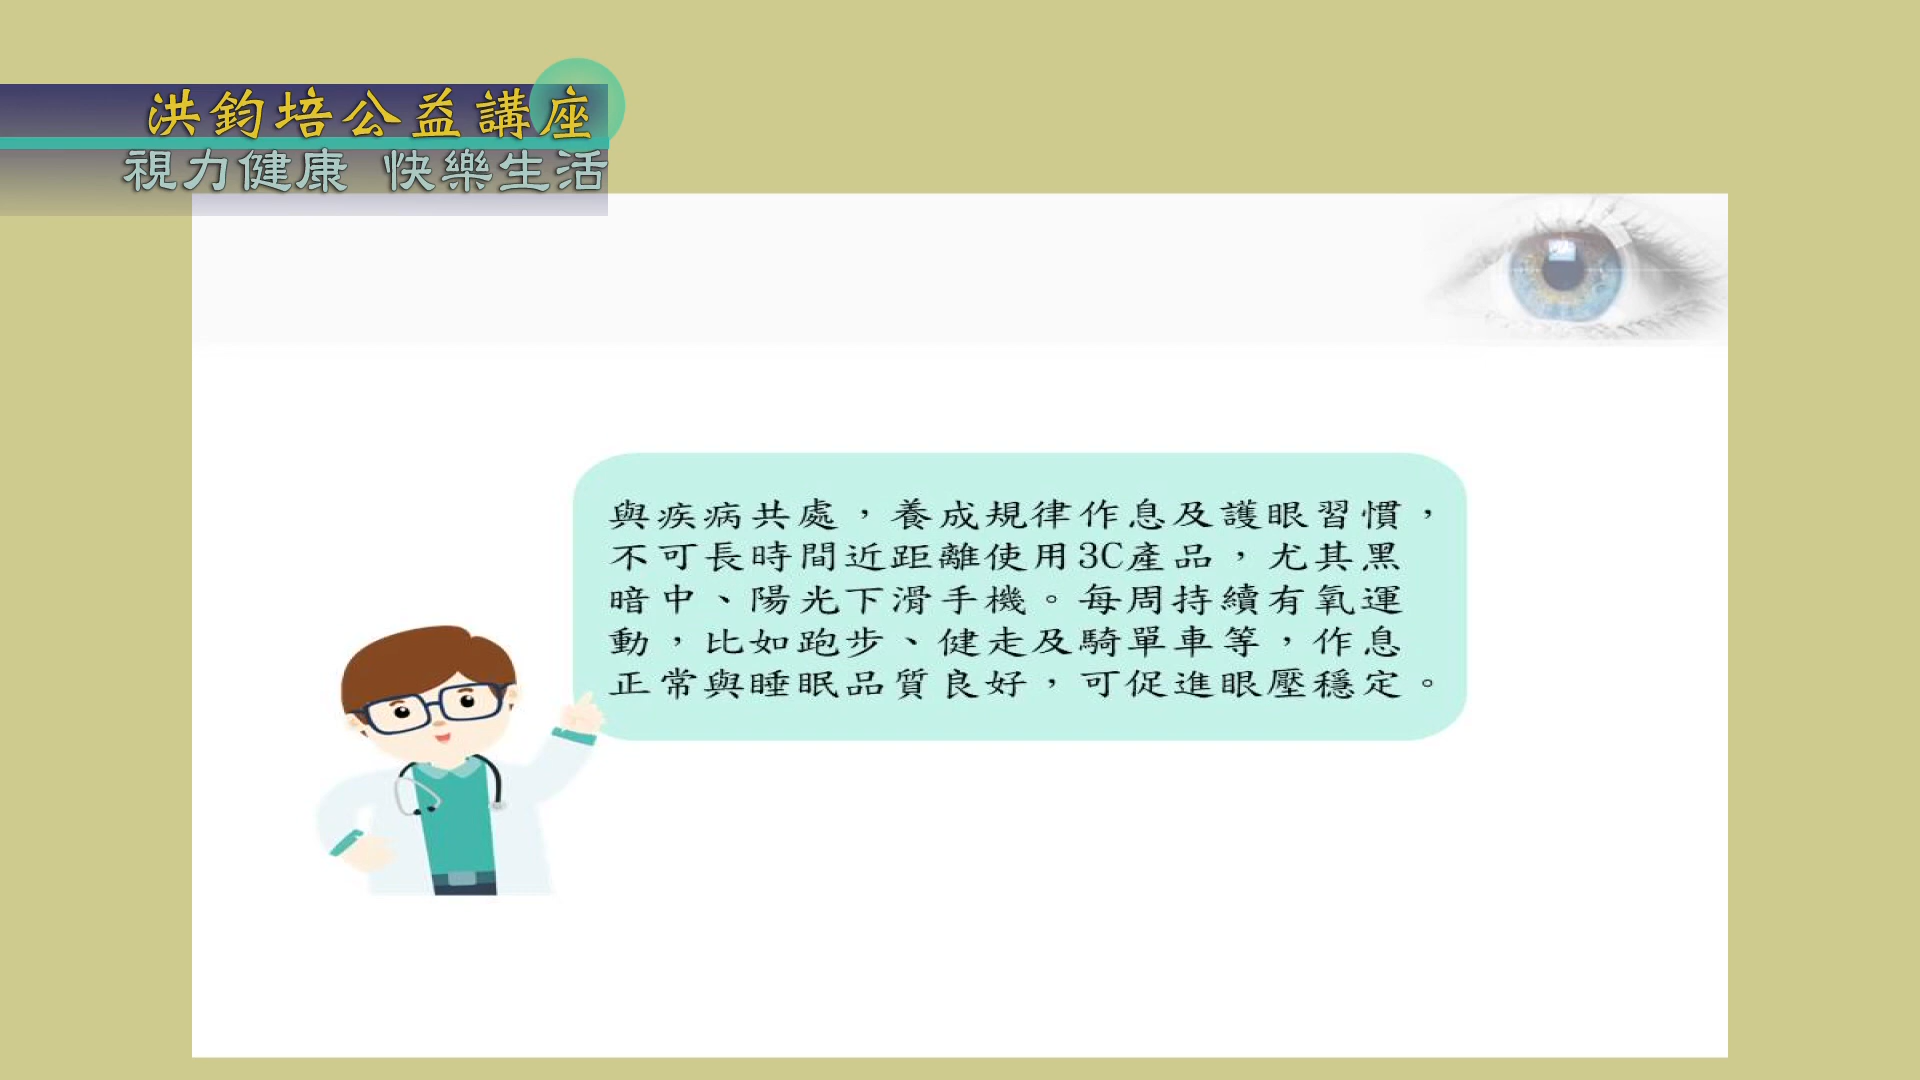 洪鈞培公益講座
視力健康 快樂生活
與疾病共處，養成規律作息及護眼習慣，
不可長時間近距離使用3C產品，尤其黑
暗中、陽光下滑手機。每周持續有氧運
動，比如跑步、健走及騎單車等，作息
正常與睡眠品質良好，可促進眼壓穩定。